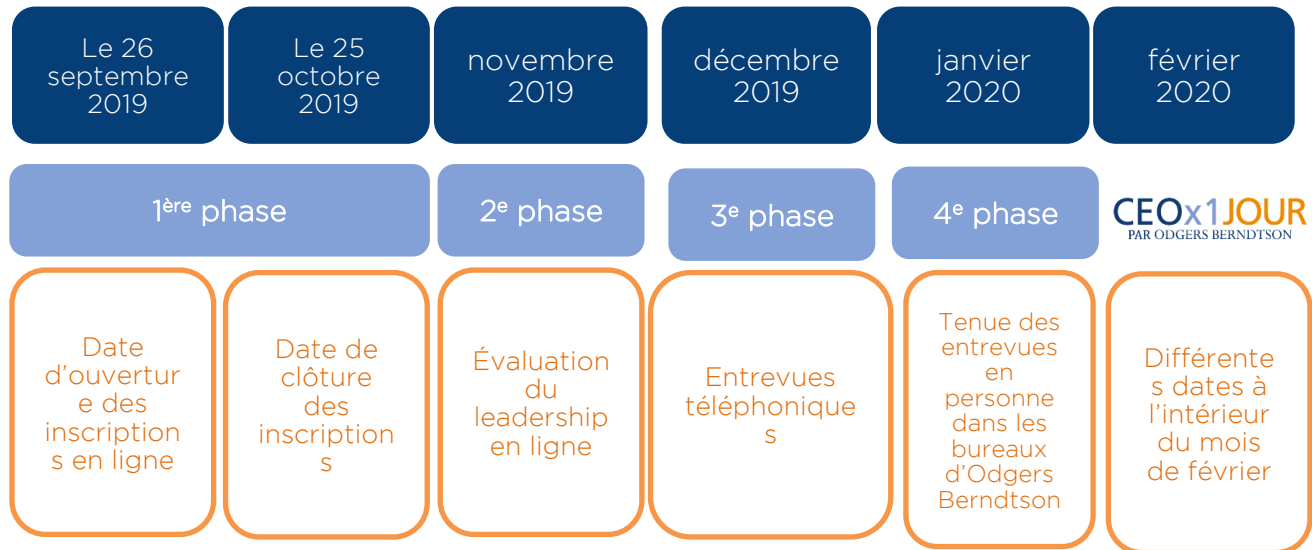 Le 26
septembre
2019
Le 25
octobre
2019
novembre
2019
décembre
2019
janvier
2020
février
2020
1ère phase
2e phase
3e phase
4e phase
CEOx1JOUR
PAR ODGERS BERNDTSON
Date
d'ouvertur
e des
inscription
s en ligne
Date de
clôture
des
inscription
s
Évaluation
du
leadership
en ligne
Entrevues
téléphonique
s
Tenue des
entrevues
en
personne
dans les
bureaux
d'Odgers
Berndtson
Différente
s dates à
l'intérieur
du mois
de février